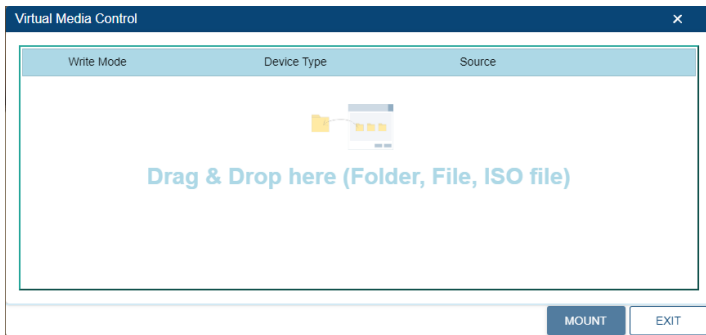 Virtual Media Control
Write Mode Device Type Source
Drag & Drop here (Folder, File, ISO file)
MOUNT EXIT